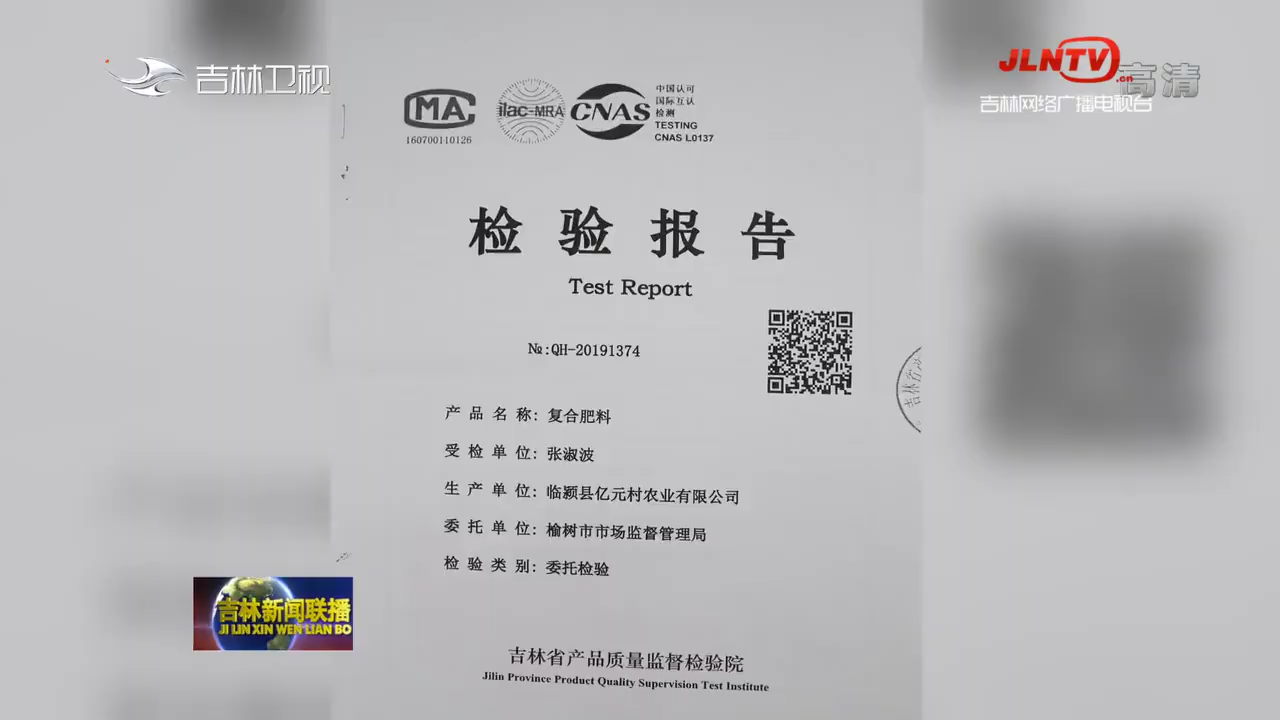 吉林卫视
JLNTV.cn
高清
吉林网络广播电视台
MA
160700110126
ilac-MRA
CNAS
中国认可
国际互认
检测
TESTING
CNAS L0137
检验报告
Test Report
№:QH-20191374
吉林省
产品名称:复合肥料
受检单位:张淑波
生产单位:临颍县亿元村农业有限公司
委托单位:榆树市市场监督管理局
检验类别:委托检验
吉林新闻联播
JI LIN XIN WEN LIAN BO
吉林省产品质量监督检验院
Jilin Province Product Quality Supervision Test Institute